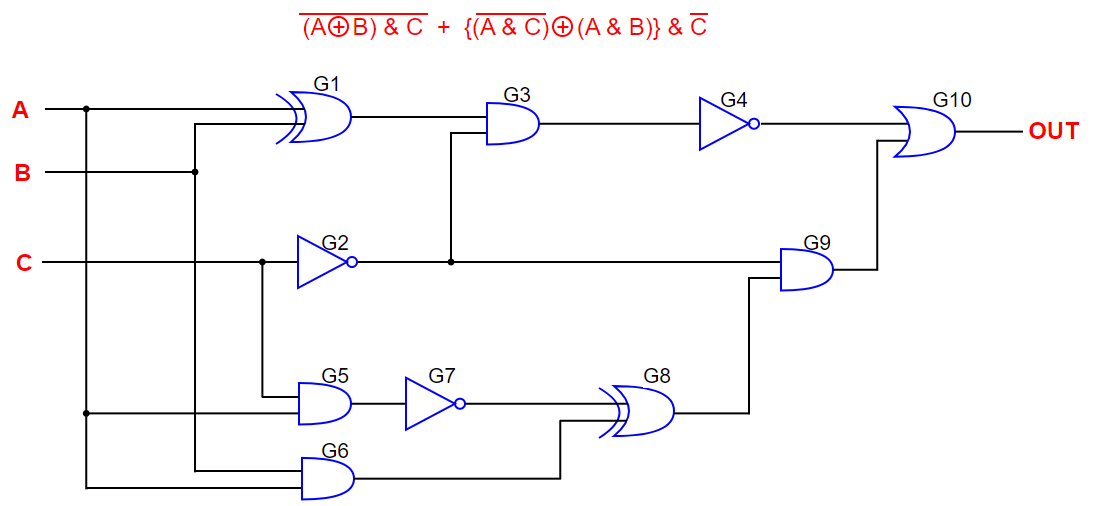 (A⊕B) & C + {(A & C)⊕(A & B)} & C
G1
A
G3
G4
G10
OUT
B
G2
G9
C
G5
G7
G8
G6